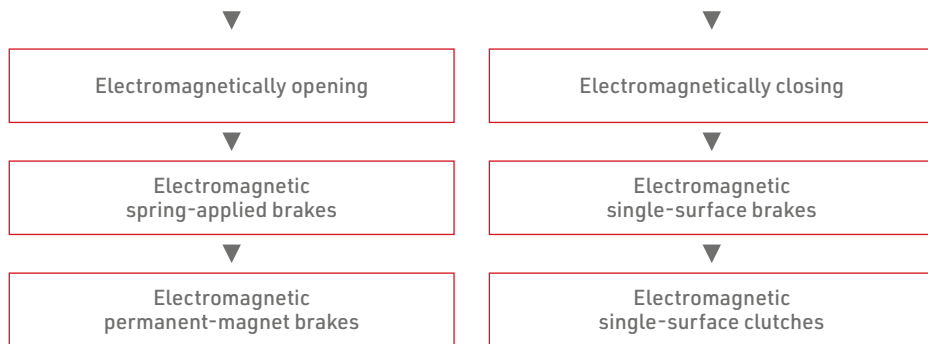 Electromagnetically opening
Electromagnetically closing
Electromagnetic
spring-applied brakes
Electromagnetic
single-surface brakes
Electromagnetic
permanent-magnet brakes
Electromagnetic
single-surface clutches